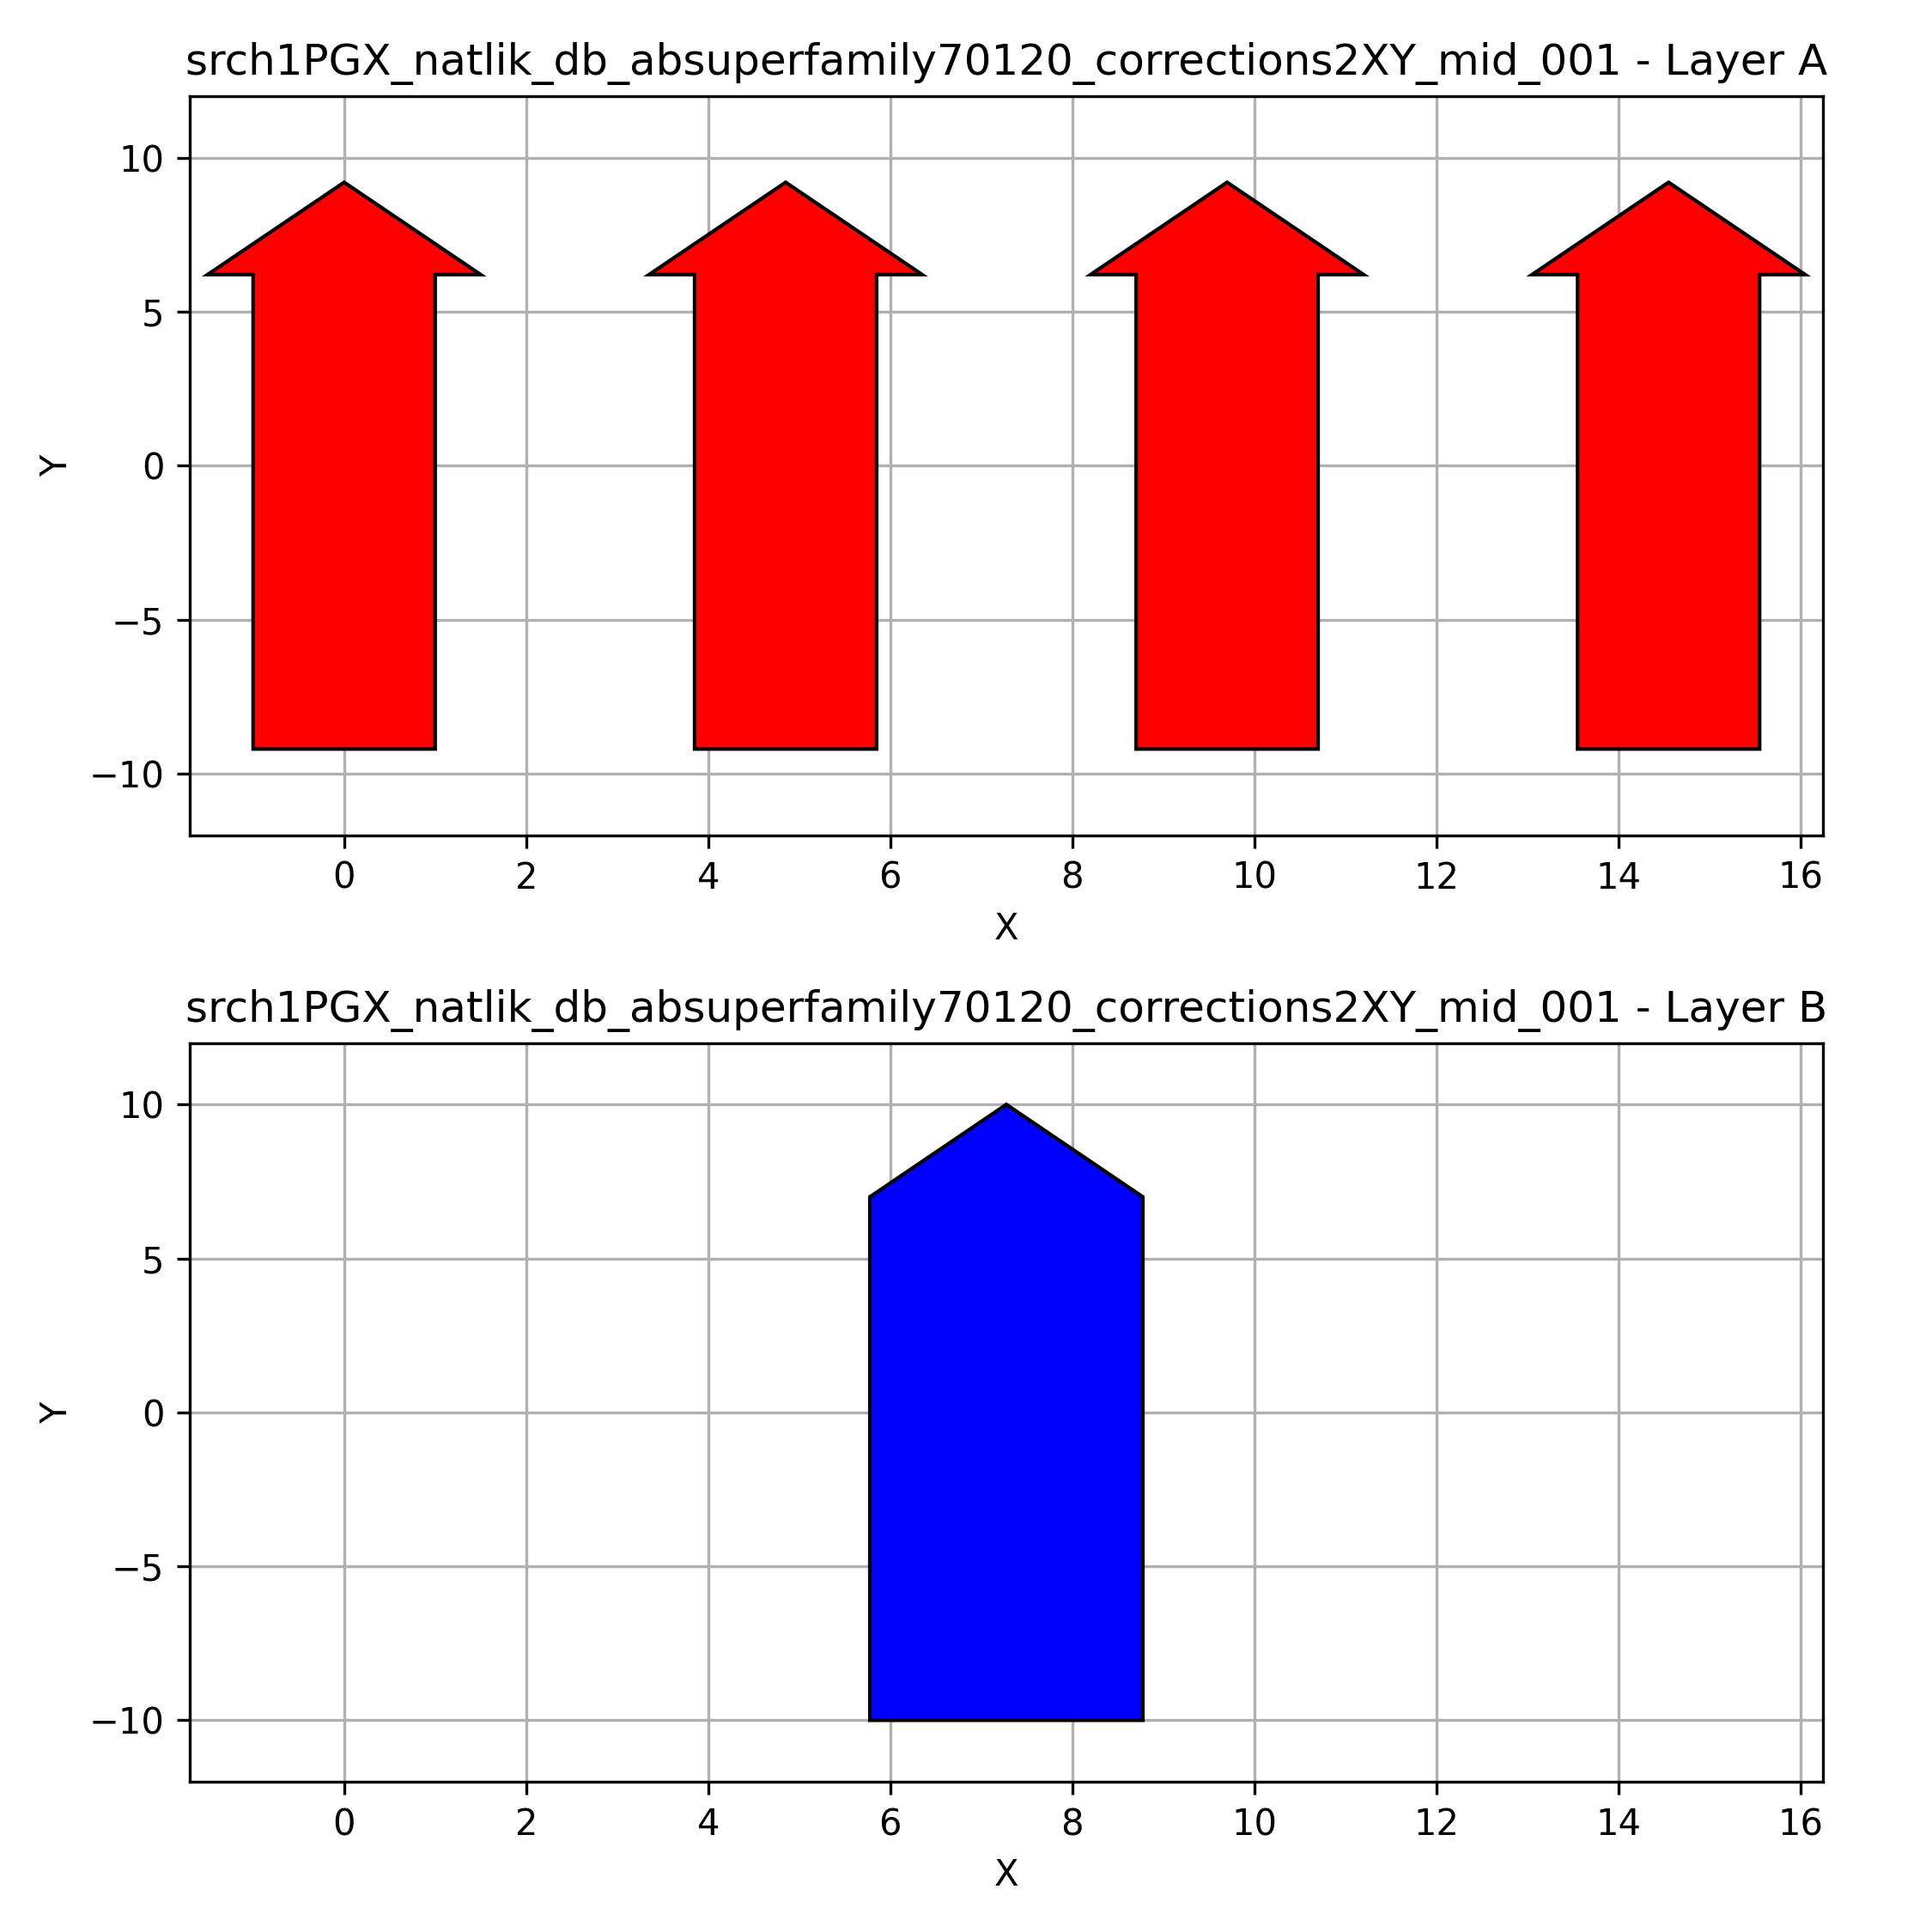 srch1PGX_natlik_db_absuperfamily70120_corrections2XY_mid_001 - Layer A
10
5
0
−5
−10
Y
0 2 4 6 8 10 12 14 16
X
srch1PGX_natlik_db_absuperfamily70120_corrections2XY_mid_001 - Layer B
10
5
0
−5
−10
Y
0 2 4 6 8 10 12 14 16
X